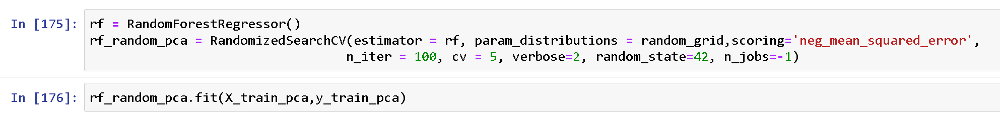 In [175]: rf = RandomForestRegressor()
rf_random_pca = RandomizedSearchCV(estimator = rf, param_distributions = random_grid,scoring='neg_mean_squared_error',
n_iter = 100, cv = 5, verbose=2, random_state=42, n_jobs=-1)
In [176]: rf_random_pca.fit(X_train_pca,y_train_pca)